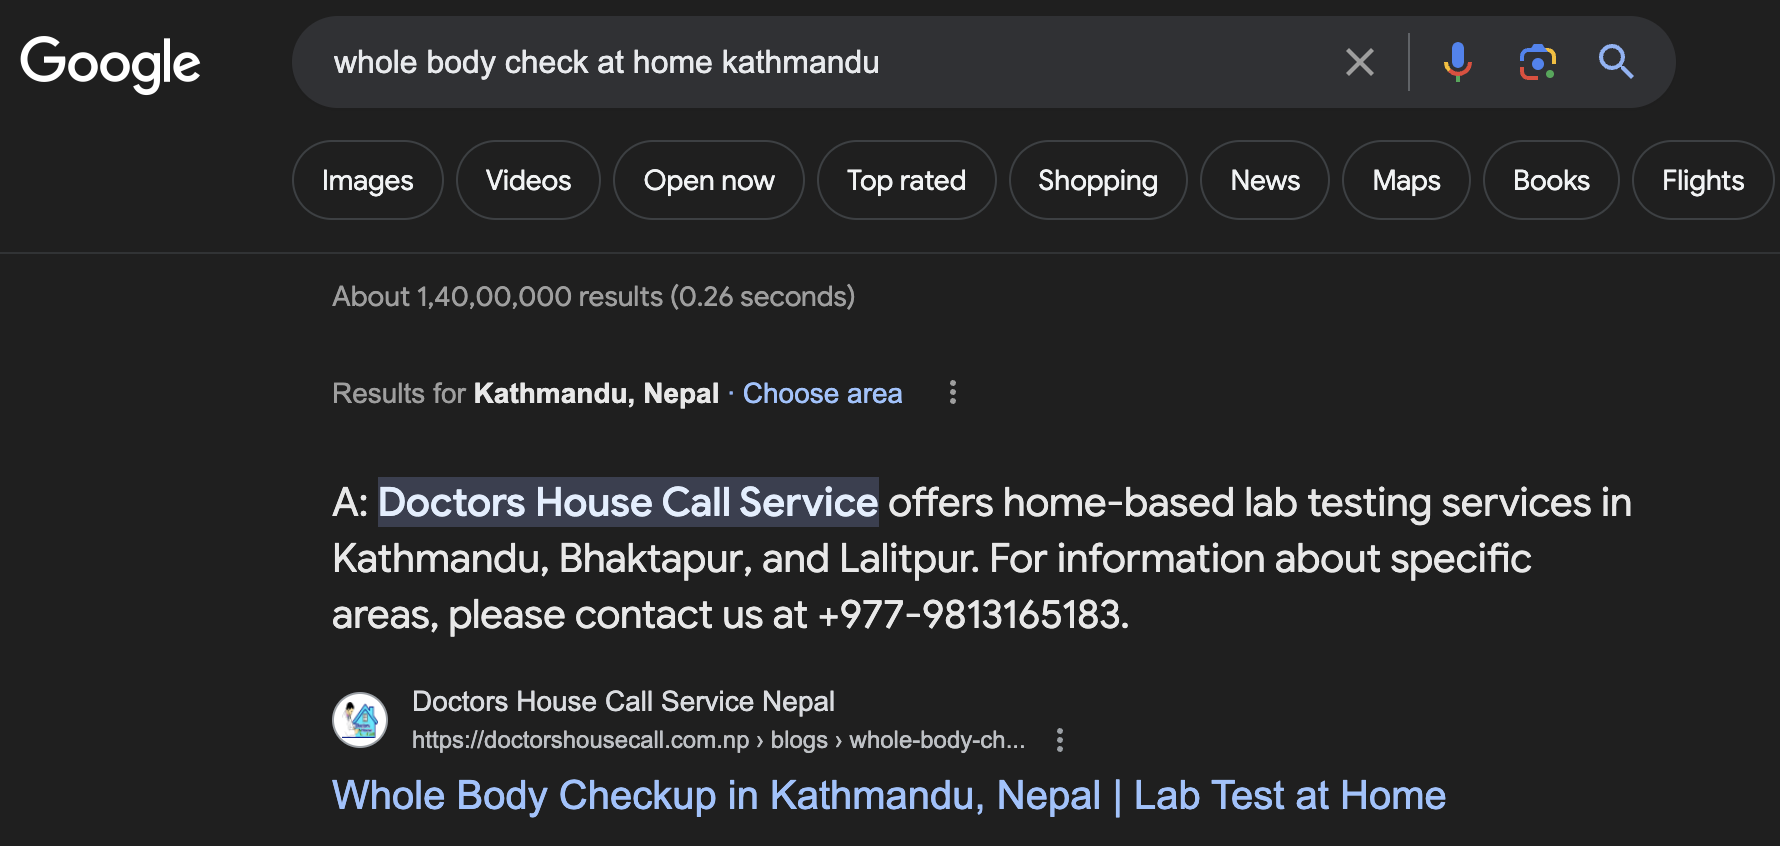 Google
whole body check at home kathmandu
Images
Videos
Open now
Top rated
Shopping
News
Maps
Books
Flights
About 1,40,00,000 results (0.26 seconds)
Results for Kathmandu, Nepal · Choose area
A: Doctors House Call Service offers home-based lab testing services in
Kathmandu, Bhaktapur, and Lalitpur. For information about specific
areas, please contact us at +977-9813165183.
Doctors House Call Service Nepal
https://doctorshousecall.com.np › blogs › whole-body-ch...
Whole Body Checkup in Kathmandu, Nepal | Lab Test at Home